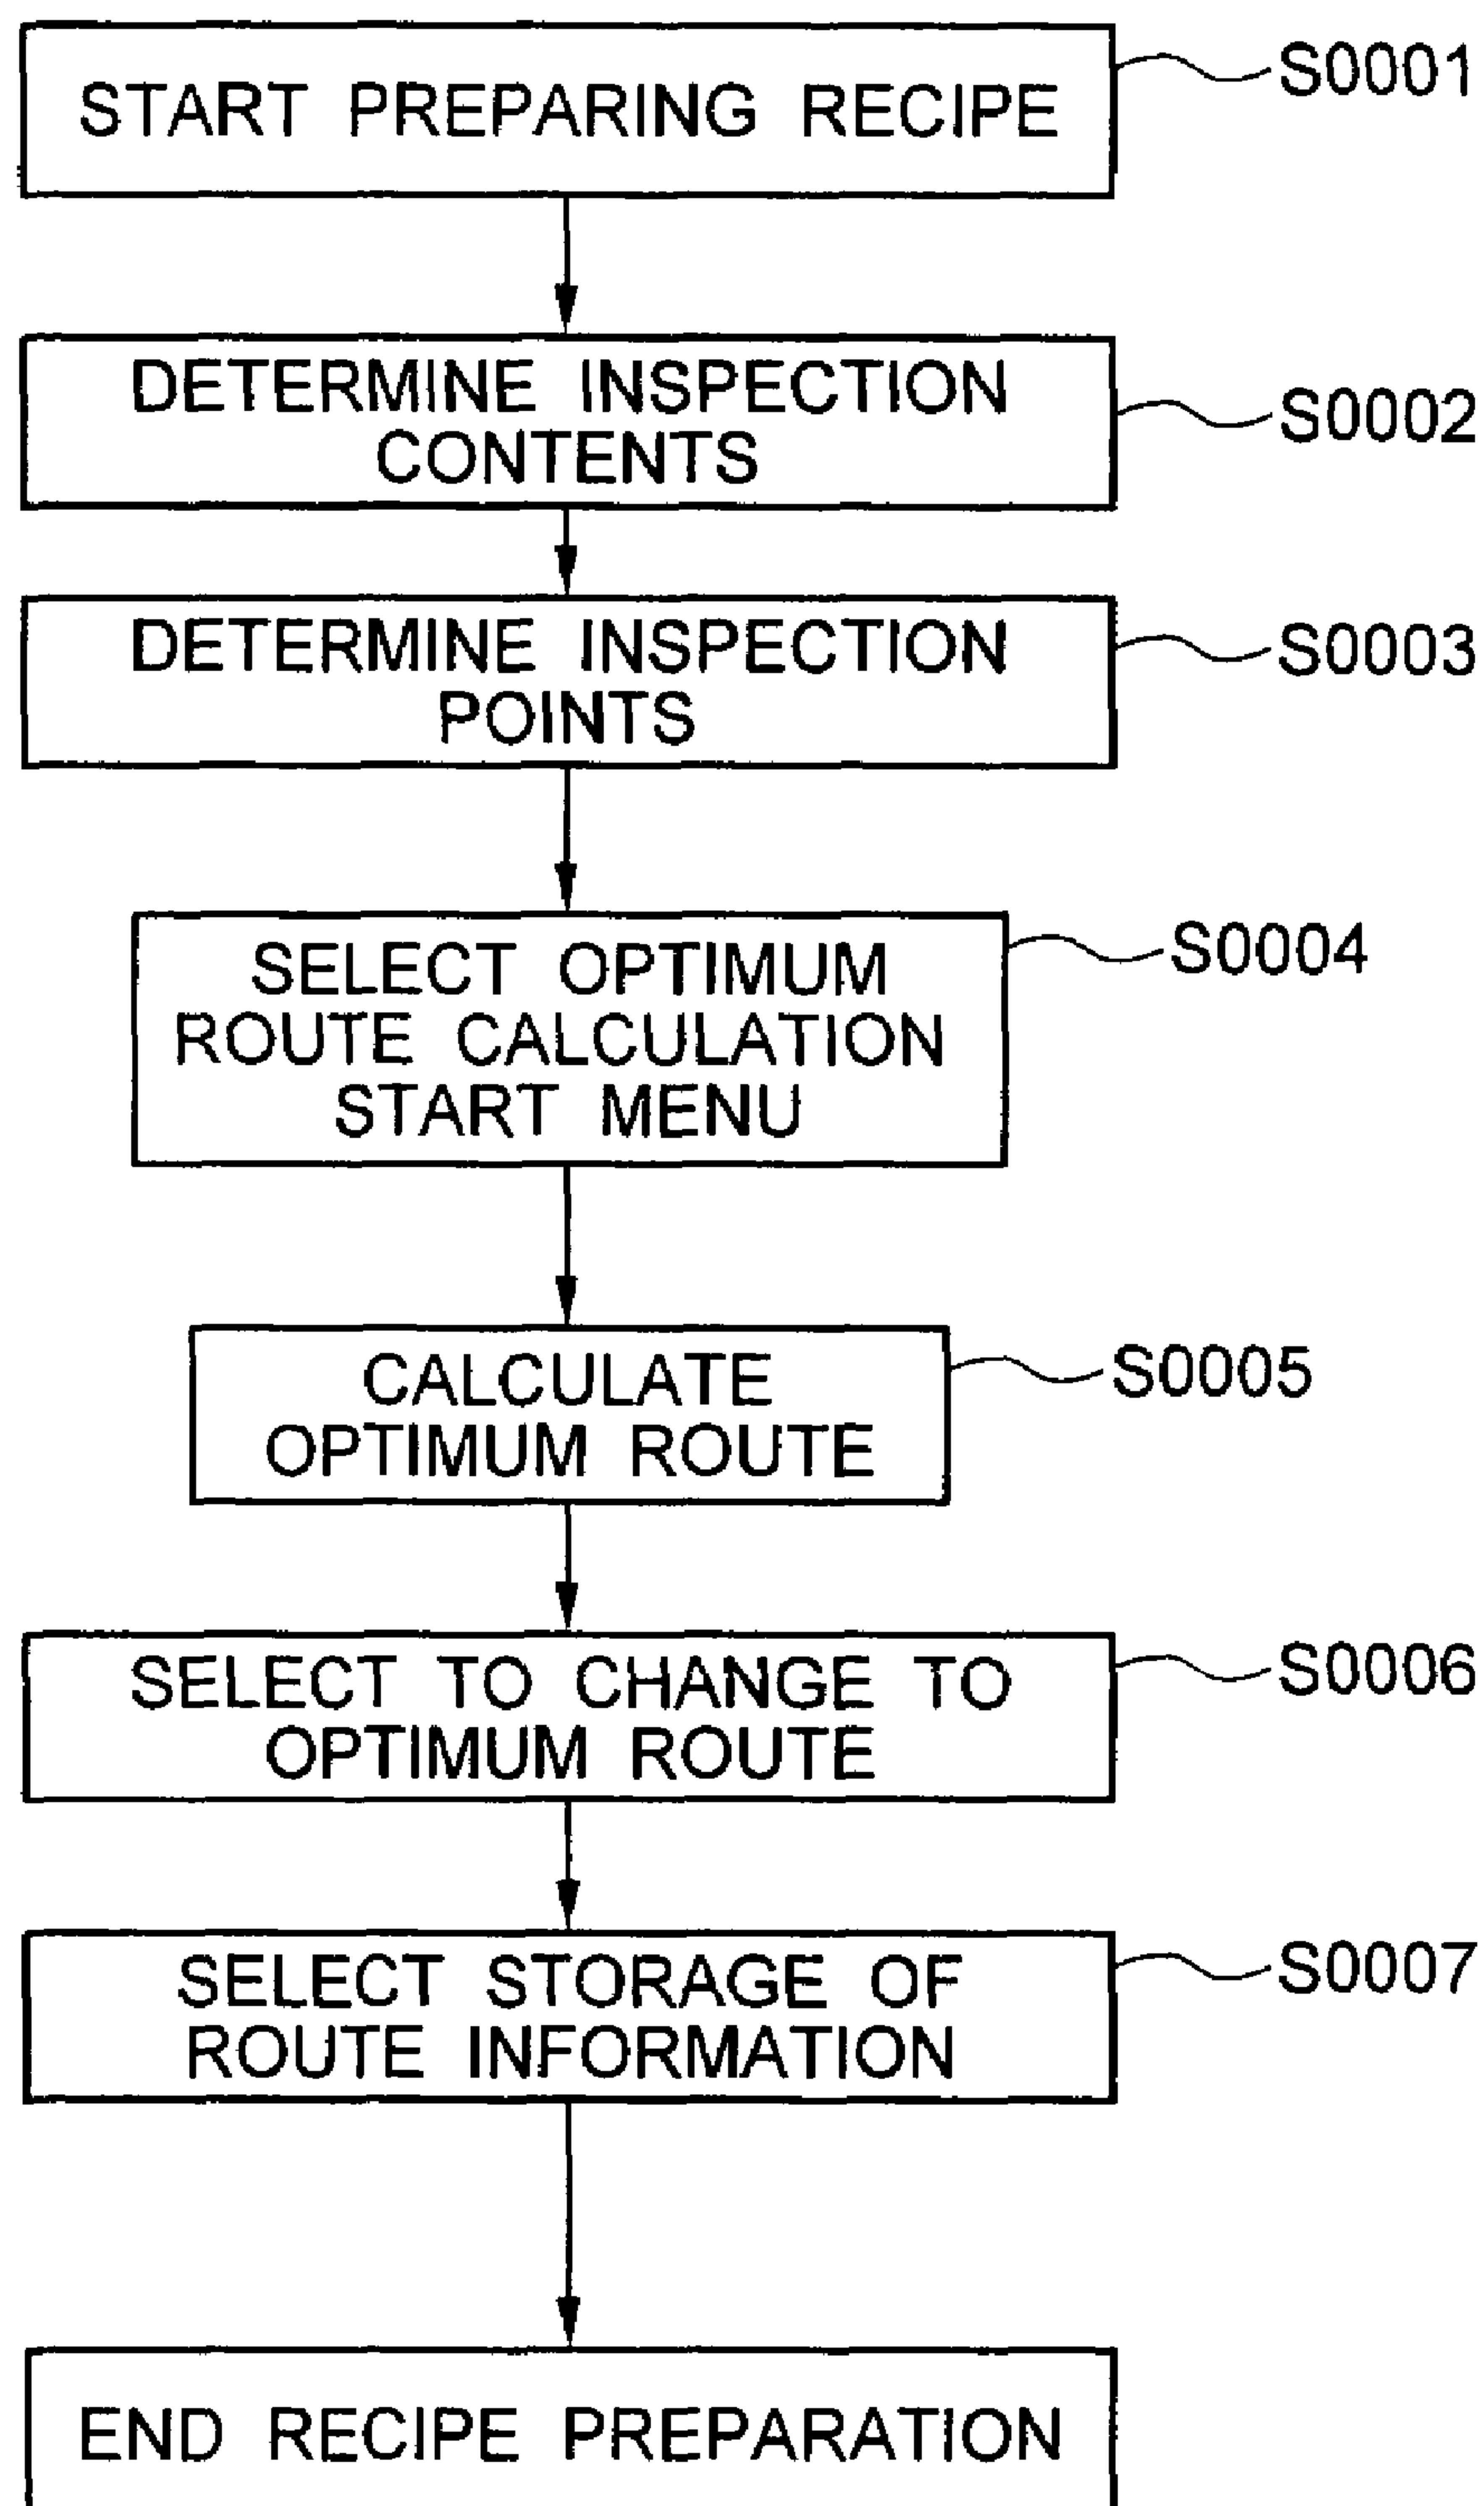 START PREPARING RECIPE
S0001
DETERMINE INSPECTION
CONTENTS
S0002
DETERMINE INSPECTION
POINTS
S0003
SELECT OPTIMUM
ROUTE CALCULATION
START MENU
S0004
CALCULATE
OPTIMUM ROUTE
S0005
SELECT TO CHANGE TO
OPTIMUM ROUTE
S0006
SELECT STORAGE OF
ROUTE INFORMATION
S0007
END RECIPE PREPARATION